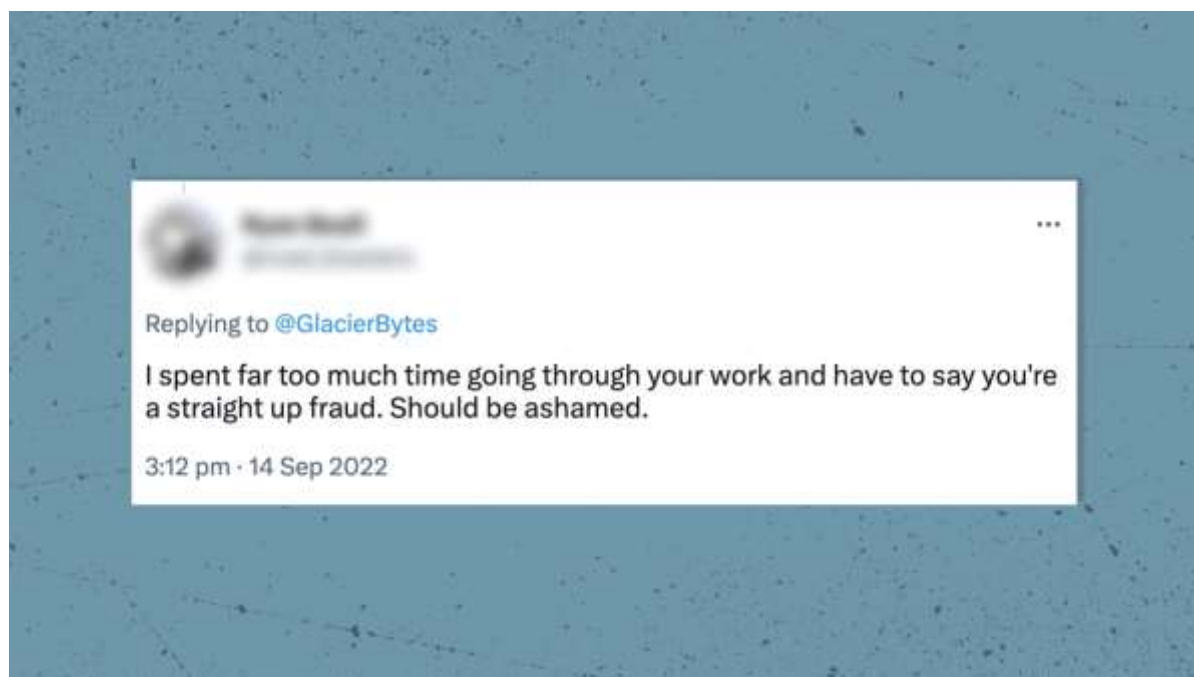 Replying to @GlacierBytes
I spent far too much time going through your work and have to say you're
a straight up fraud. Should be ashamed.
3:12 pm · 14 Sep 2022